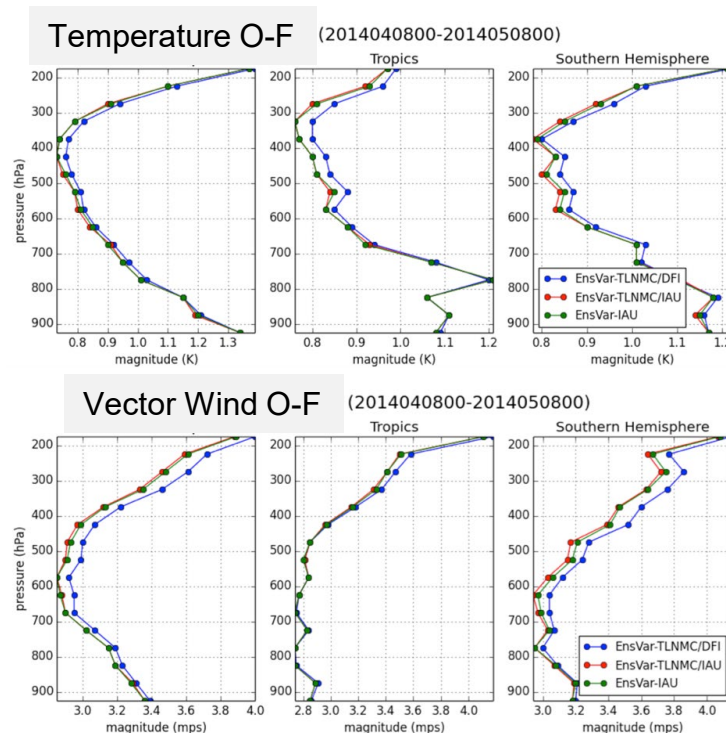 Temperature O-F (2014040800-2014050800)
Tropics Southern Hemisphere
200
300
400
500
600
700
800
900
pressure (hPa)
0.8 0.9 1.0 1.1 1.2 1.3
magnitude (K)
200
300
400
500
600
700
800
900
0.8 0.9 1.0 1.1 1.2
magnitude (K)
200
300
400
500
600
700
800
900
EnsVar-TLNMC/DFI
EnsVar-TLNMC/IAU
EnsVar-IAU
0.8 0.9 1.0 1.1 1.2
magnitude (K)
Vector Wind O-F (2014040800-2014050800)
Tropics Southern Hemisphere
200
300
400
500
600
700
800
900
pressure (hPa)
3.0 3.2 3.4 3.6 3.8 4.0
magnitude (mps)
200
300
400
500
600
700
800
900
2.8 3.0 3.2 3.4 3.6 3.8 4.0
magnitude (mps)
200
300
400
500
600
700
800
900
EnsVar-TLNMC/DFI
EnsVar-TLNMC/IAU
EnsVar-IAU
3.0 3.2 3.4 3.6 3.8 4.0
magnitude (mps)